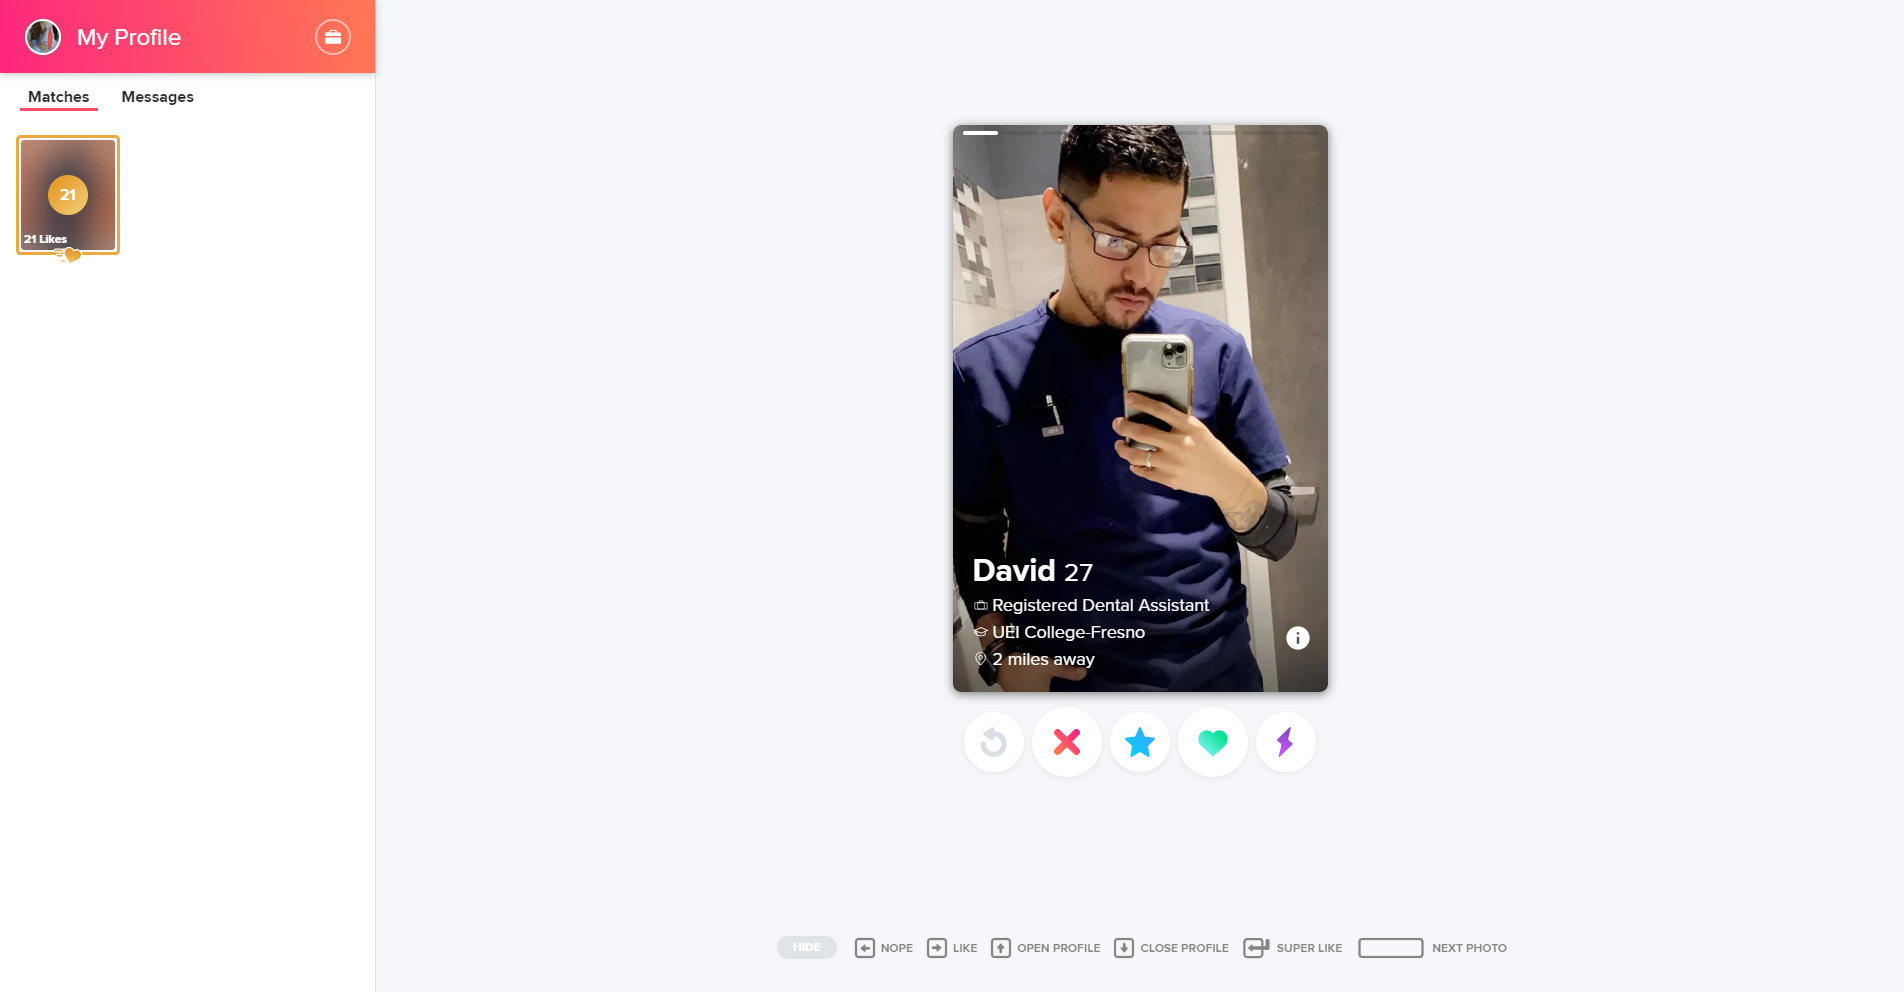 My Profile
Matches
Messages
21
21 Likes
David 27
Registered Dental Assistant
UEI College-Fresno
2 miles away
HIDE
NOPE
LIKE
OPEN PROFILE
CLOSE PROFILE
SUPER LIKE
NEXT PHOTO